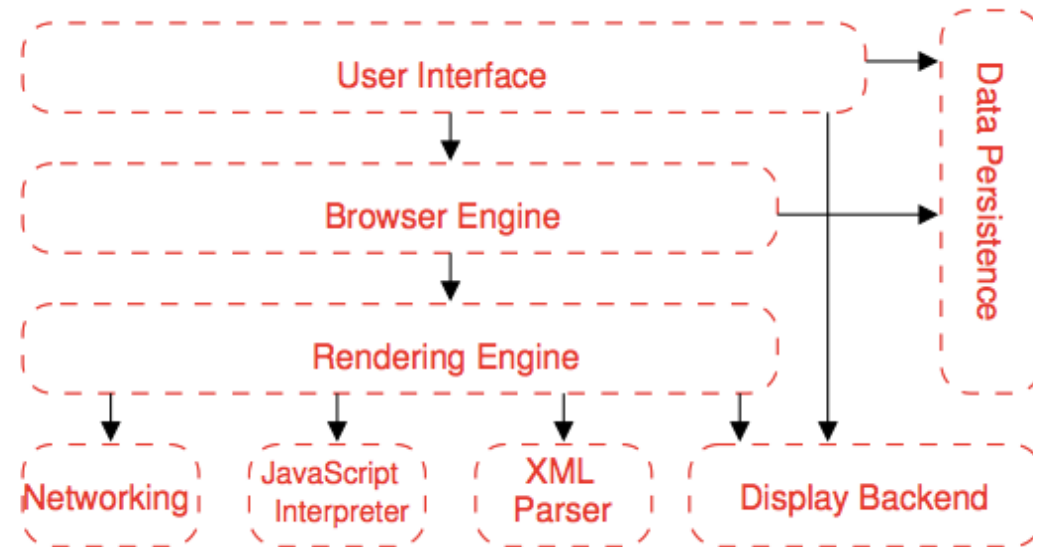 User Interface
Data Persistence
Browser Engine
Rendering Engine
Networking
JavaScript
Interpreter
XML
Parser
Display Backend